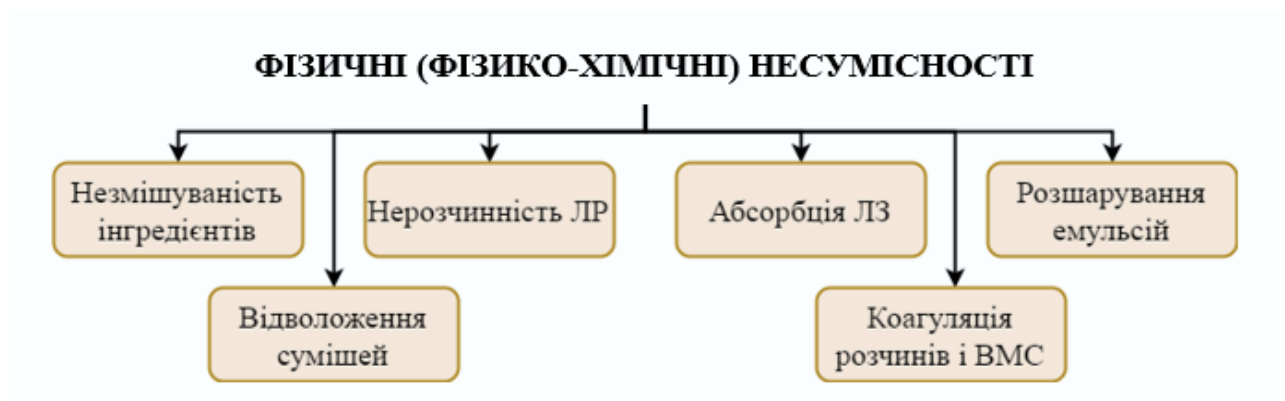 ФІЗИЧНІ (ФІЗИКО-ХІМІЧНІ) НЕСУМІСНОСТІ
Незмішуваність
інгредієнтів
Нерозчинність ЛР
Абсорбція ЛЗ
Розшарування
емульсій
Відволоження
сумішей
Коагуляція
розчинів і ВМС